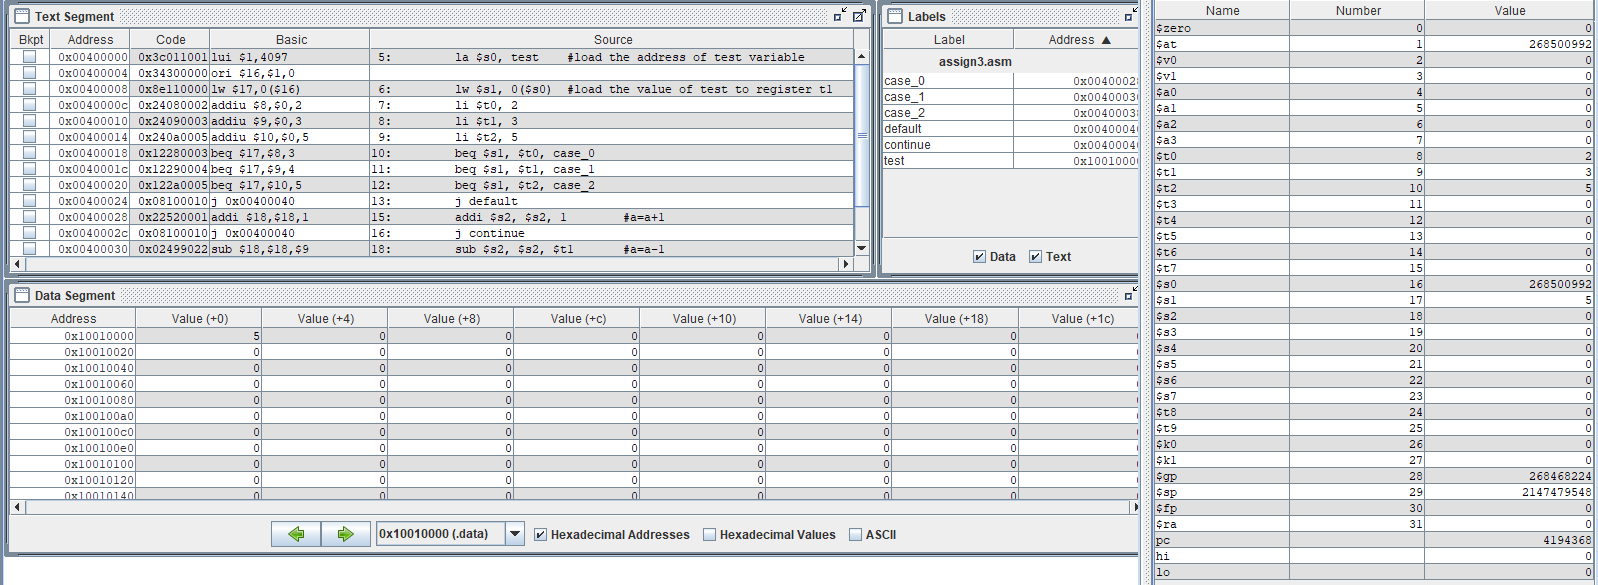 Text Segment
Bkpt Address Code Basic Source
0x00400000 0x3c011001 lui $1,4097 5: la $s0, test #load the address of test variable
0x00400004 0x34300000 ori $16,$1,0
0x00400008 0x8e110000 lw $17,0($16) 6: lw $s1, 0($s0) #load the value of test to register t1
0x0040000c 0x24080002 addiu $8,$0,2 7: li $t0, 2
0x00400010 0x24090003 addiu $9,$0,3 8: li $t1, 3
0x00400014 0x240a0005 addiu $10,$0,5 9: li $t2, 5
0x00400018 0x12280003 beq $17,$8,3 10: beq $s1, $t0, case_0
0x0040001c 0x12290004 beq $17,$9,4 11: beq $s1, $t1, case_1
0x00400020 0x122a0005 beq $17,$10,5 12: beq $s1, $t2, case_2
0x00400024 0x08100010 j 0x00400040 13: j default
0x00400028 0x22520001 addi $18,$18,1 15: addi $s2, $s2, 1 #a=a+1
0x0040002c 0x08100010 j 0x00400040 16: j continue
0x00400030 0x02499022 sub $18,$18,$9 18: sub $s2, $s2, $t1 #a=a-1
Labels
Label Address ▲
assign3.asm
case_0 0x0040002
case_1 0x0040003
case_2 0x0040003
default 0x0040004
continue 0x0040004
test 0x1001000
Data Text
Data Segment
Address Value (+0) Value (+4) Value (+8) Value (+c) Value (+10) Value (+14) Value (+18) Value (+1c)
0x10010000 5 0 0 0 0 0 0
0x10010020 0 0 0 0 0 0 0
0x10010040 0 0 0 0 0 0 0
0x10010060 0 0 0 0 0 0 0
0x10010080 0 0 0 0 0 0 0
0x100100a0 0 0 0 0 0 0 0
0x100100c0 0 0 0 0 0 0 0
0x100100e0 0 0 0 0 0 0 0
0x10010100 0 0 0 0 0 0 0
0x10010120 0 0 0 0 0 0 0
0x10010140 0 0 0 0 0 0 0
0x10010000 (.data) Hexadecimal Addresses Hexadecimal Values ASCII
Name Number Value
$zero 0 0
$at 1 268500992
$v0 2 0
$v1 3 0
$a0 4 0
$a1 5 0
$a2 6 0
$a3 7 0
$t0 8 2
$t1 9 3
$t2 10 5
$t3 11 0
$t4 12 0
$t5 13 0
$t6 14 0
$t7 15 0
$s0 16 268500992
$s1 17 5
$s2 18 0
$s3 19 0
$s4 20 0
$s5 21 0
$s6 22 0
$s7 23 0
$t8 24 0
$t9 25 0
$k0 26 0
$k1 27 0
$gp 28 268468224
$sp 29 2147479548
$fp 30 0
$ra 31 0
pc 4194368
hi 0
lo 0